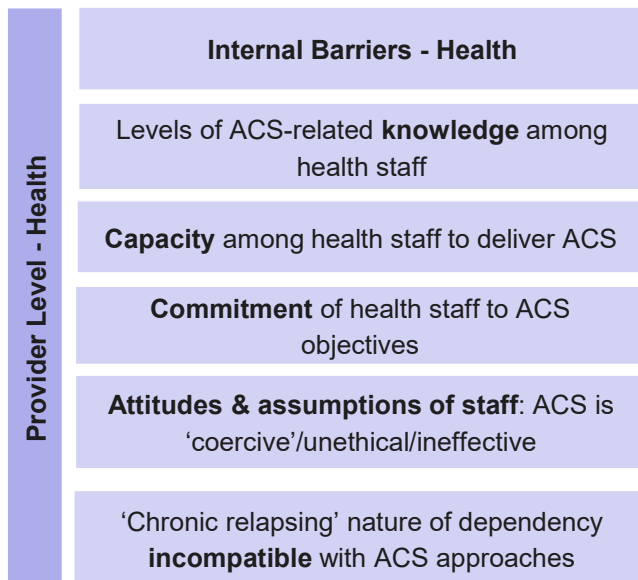 Provider Level - Health
Internal Barriers - Health
Levels of ACS-related knowledge among
health staff
Capacity among health staff to deliver ACS
Commitment of health staff to ACS
objectives
Attitudes & assumptions of staff: ACS is
‘coercive’/unethical/ineffective
‘Chronic relapsing’ nature of dependency
incompatible with ACS approaches